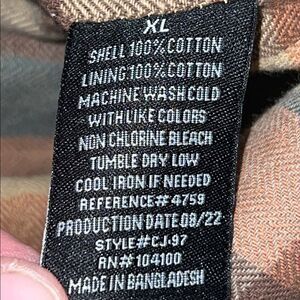 XL
SHELL 100% COTTON
LINING 100% COTTON
MACHINE WASH COLD
WITH LIKE COLORS
NON CHLORINE BLEACH
TUMBLE DRY LOW
COOL IRON IF NEEDED
REFERENCE# 4759
PRODUCTION DATE 09/22
STYLE# CJ-97
RN# 104100
MADE IN BANGLADESH